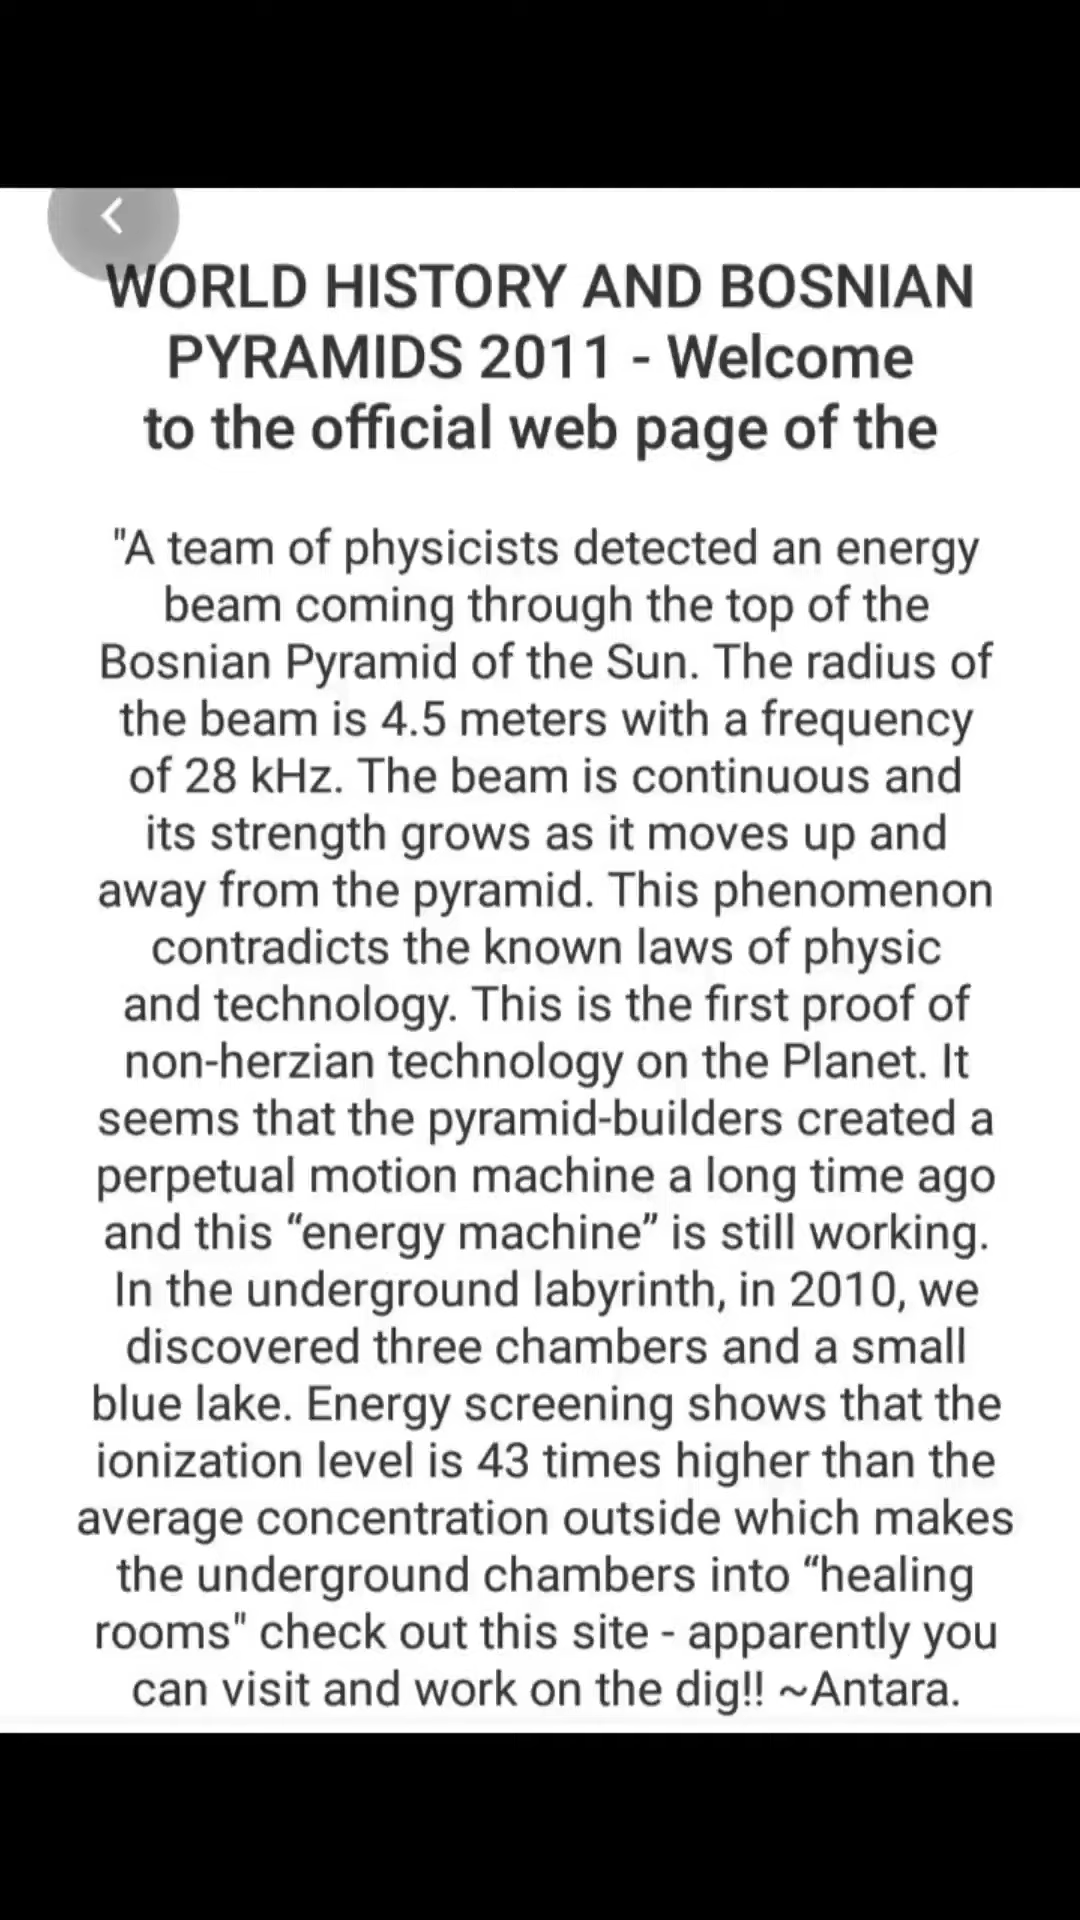 WORLD HISTORY AND BOSNIAN
PYRAMIDS 2011 - Welcome
to the official web page of the
"A team of physicists detected an energy
beam coming through the top of the
Bosnian Pyramid of the Sun. The radius of
the beam is 4.5 meters with a frequency
of 28 kHz. The beam is continuous and
its strength grows as it moves up and
away from the pyramid. This phenomenon
contradicts the known laws of physic
and technology. This is the first proof of
non-herzian technology on the Planet. It
seems that the pyramid-builders created a
perpetual motion machine a long time ago
and this “energy machine” is still working.
In the underground labyrinth, in 2010, we
discovered three chambers and a small
blue lake. Energy screening shows that the
ionization level is 43 times higher than the
average concentration outside which makes
the underground chambers into “healing
rooms" check out this site - apparently you
can visit and work on the dig!! ~Antara.